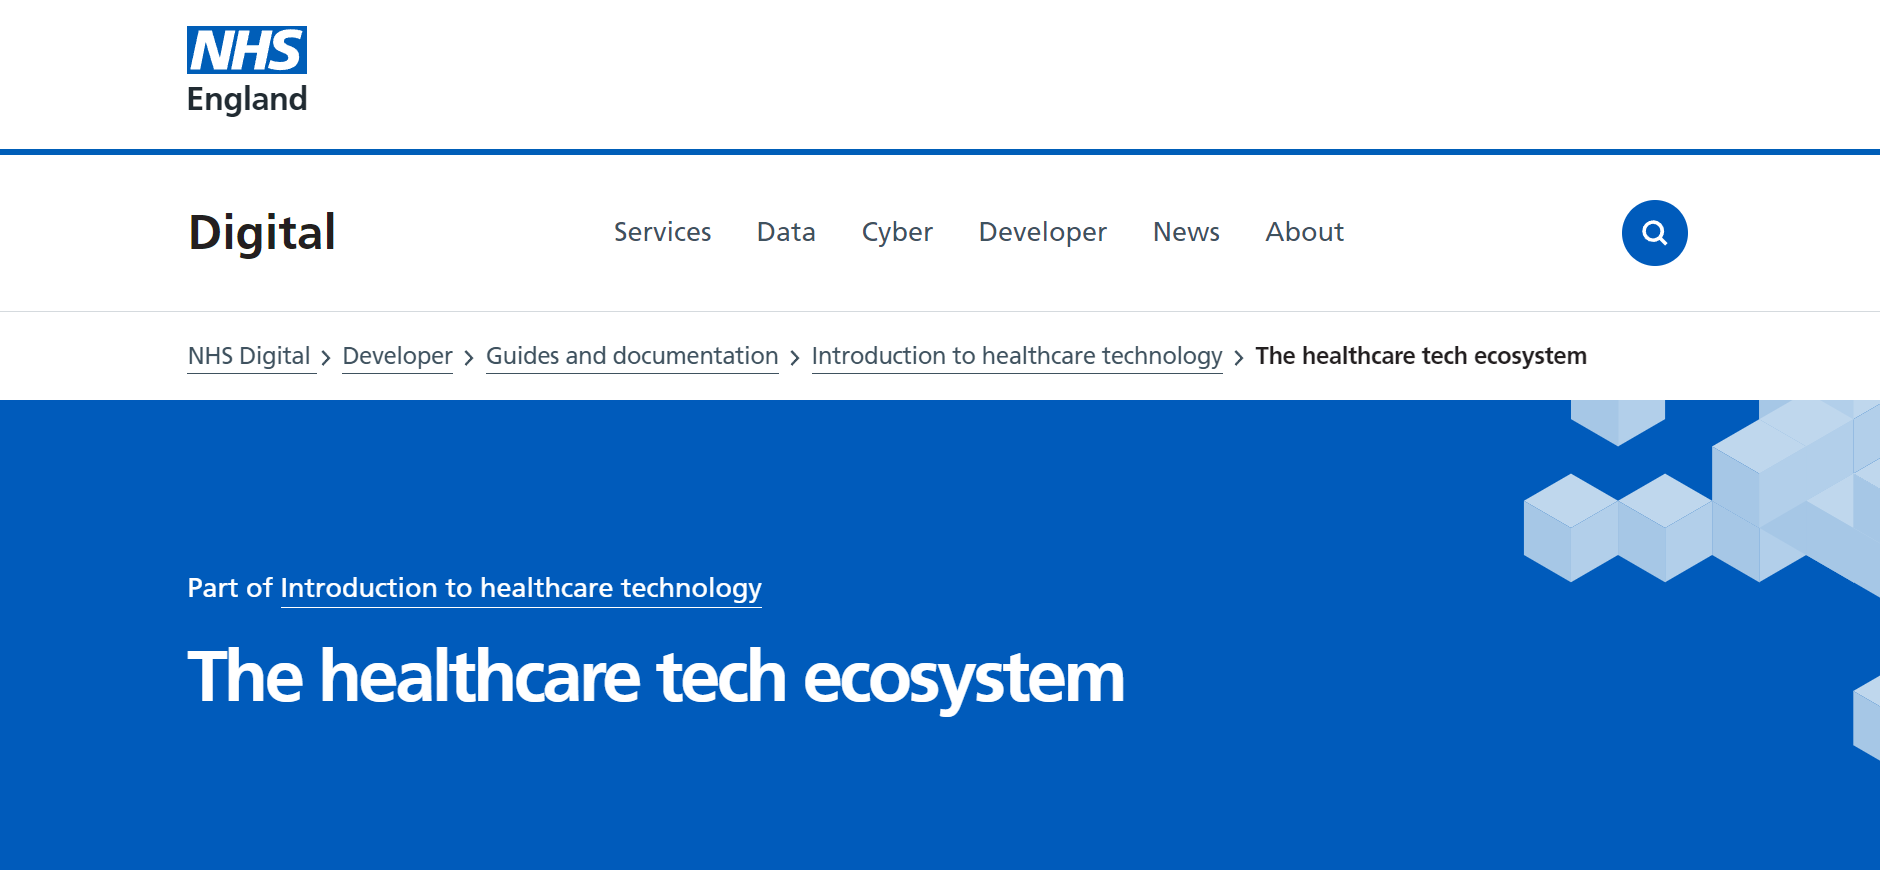 NHS
England
Digital
Services Data Cyber Developer News About
NHS Digital > Developer > Guides and documentation > Introduction to healthcare technology > The healthcare tech ecosystem
Part of Introduction to healthcare technology
The healthcare tech ecosystem